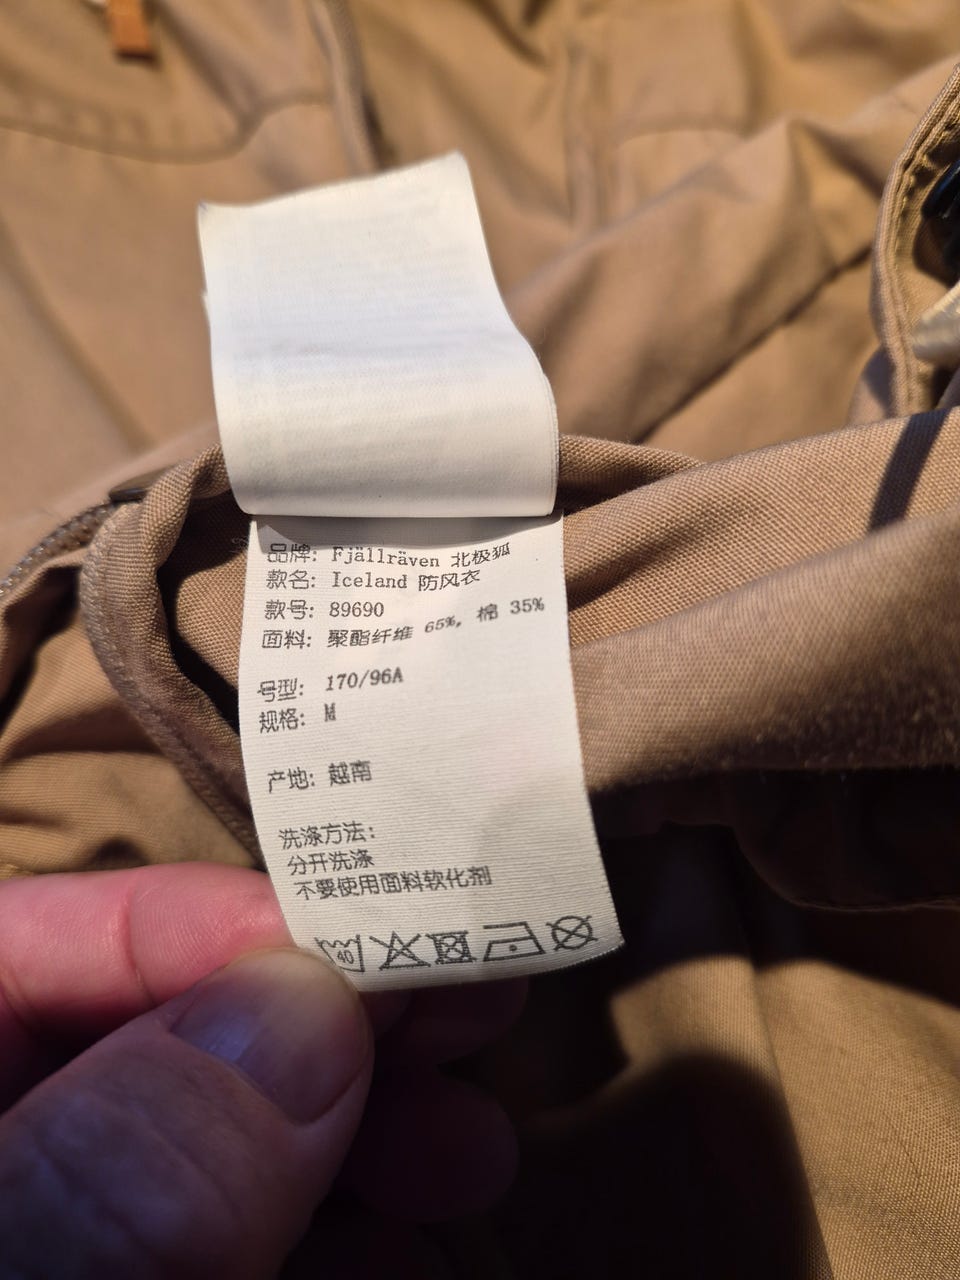 品牌: Fjällräven 北极狐
款名: Iceland 防风衣
款号: 89690
面料: 聚酯纤维 65%, 棉 35%
号型: 170/96A
规格: M
产地: 越南
洗涤方法:
分开洗涤
不要使用面料软化剂
40